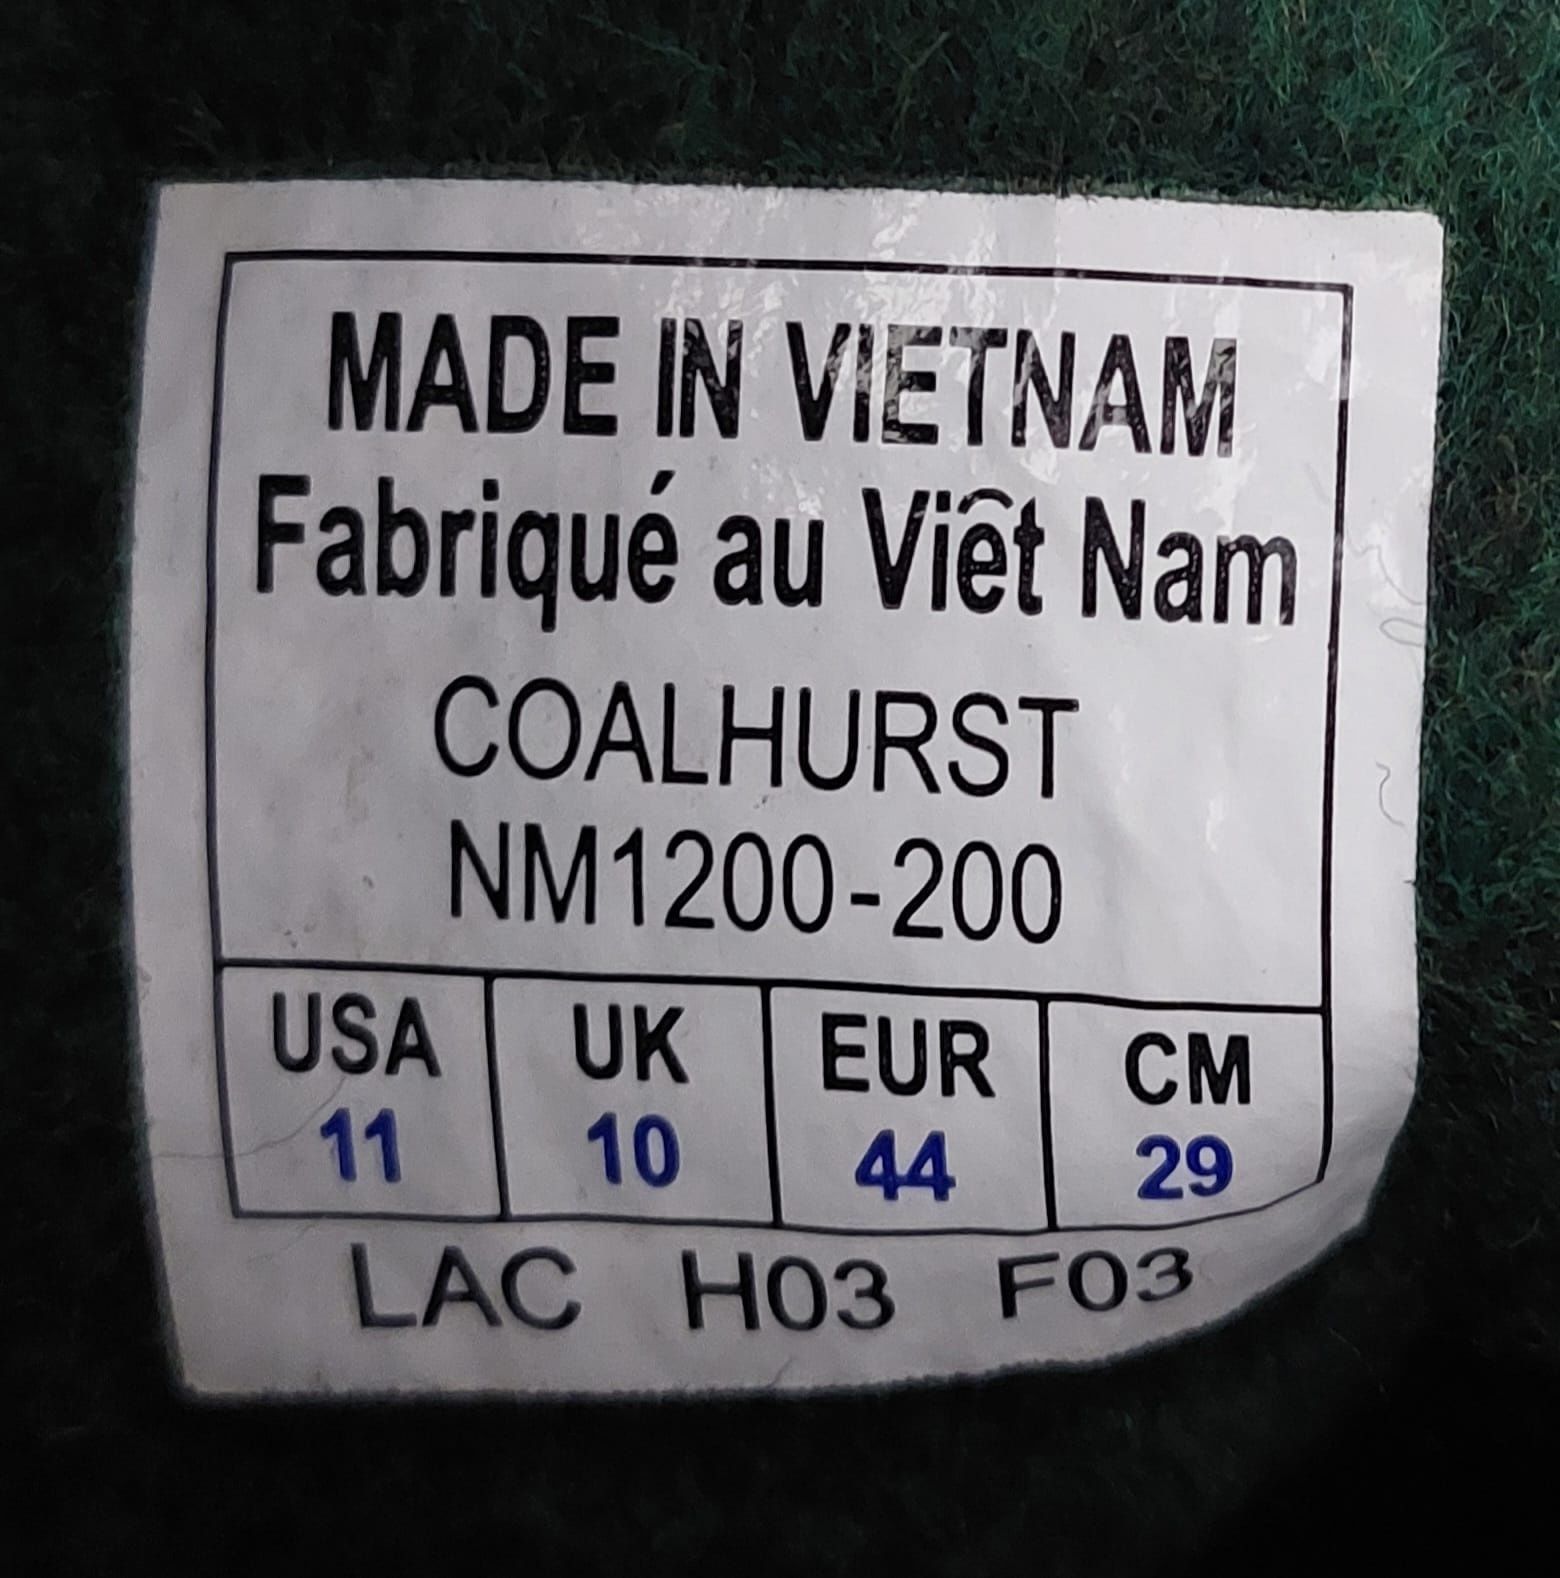 MADE IN VIETNAM
Fabriqué au Viêt Nam
COALHURST
NM1200-200
USA UK EUR CM
11 10 44 29
LAC H03 F03